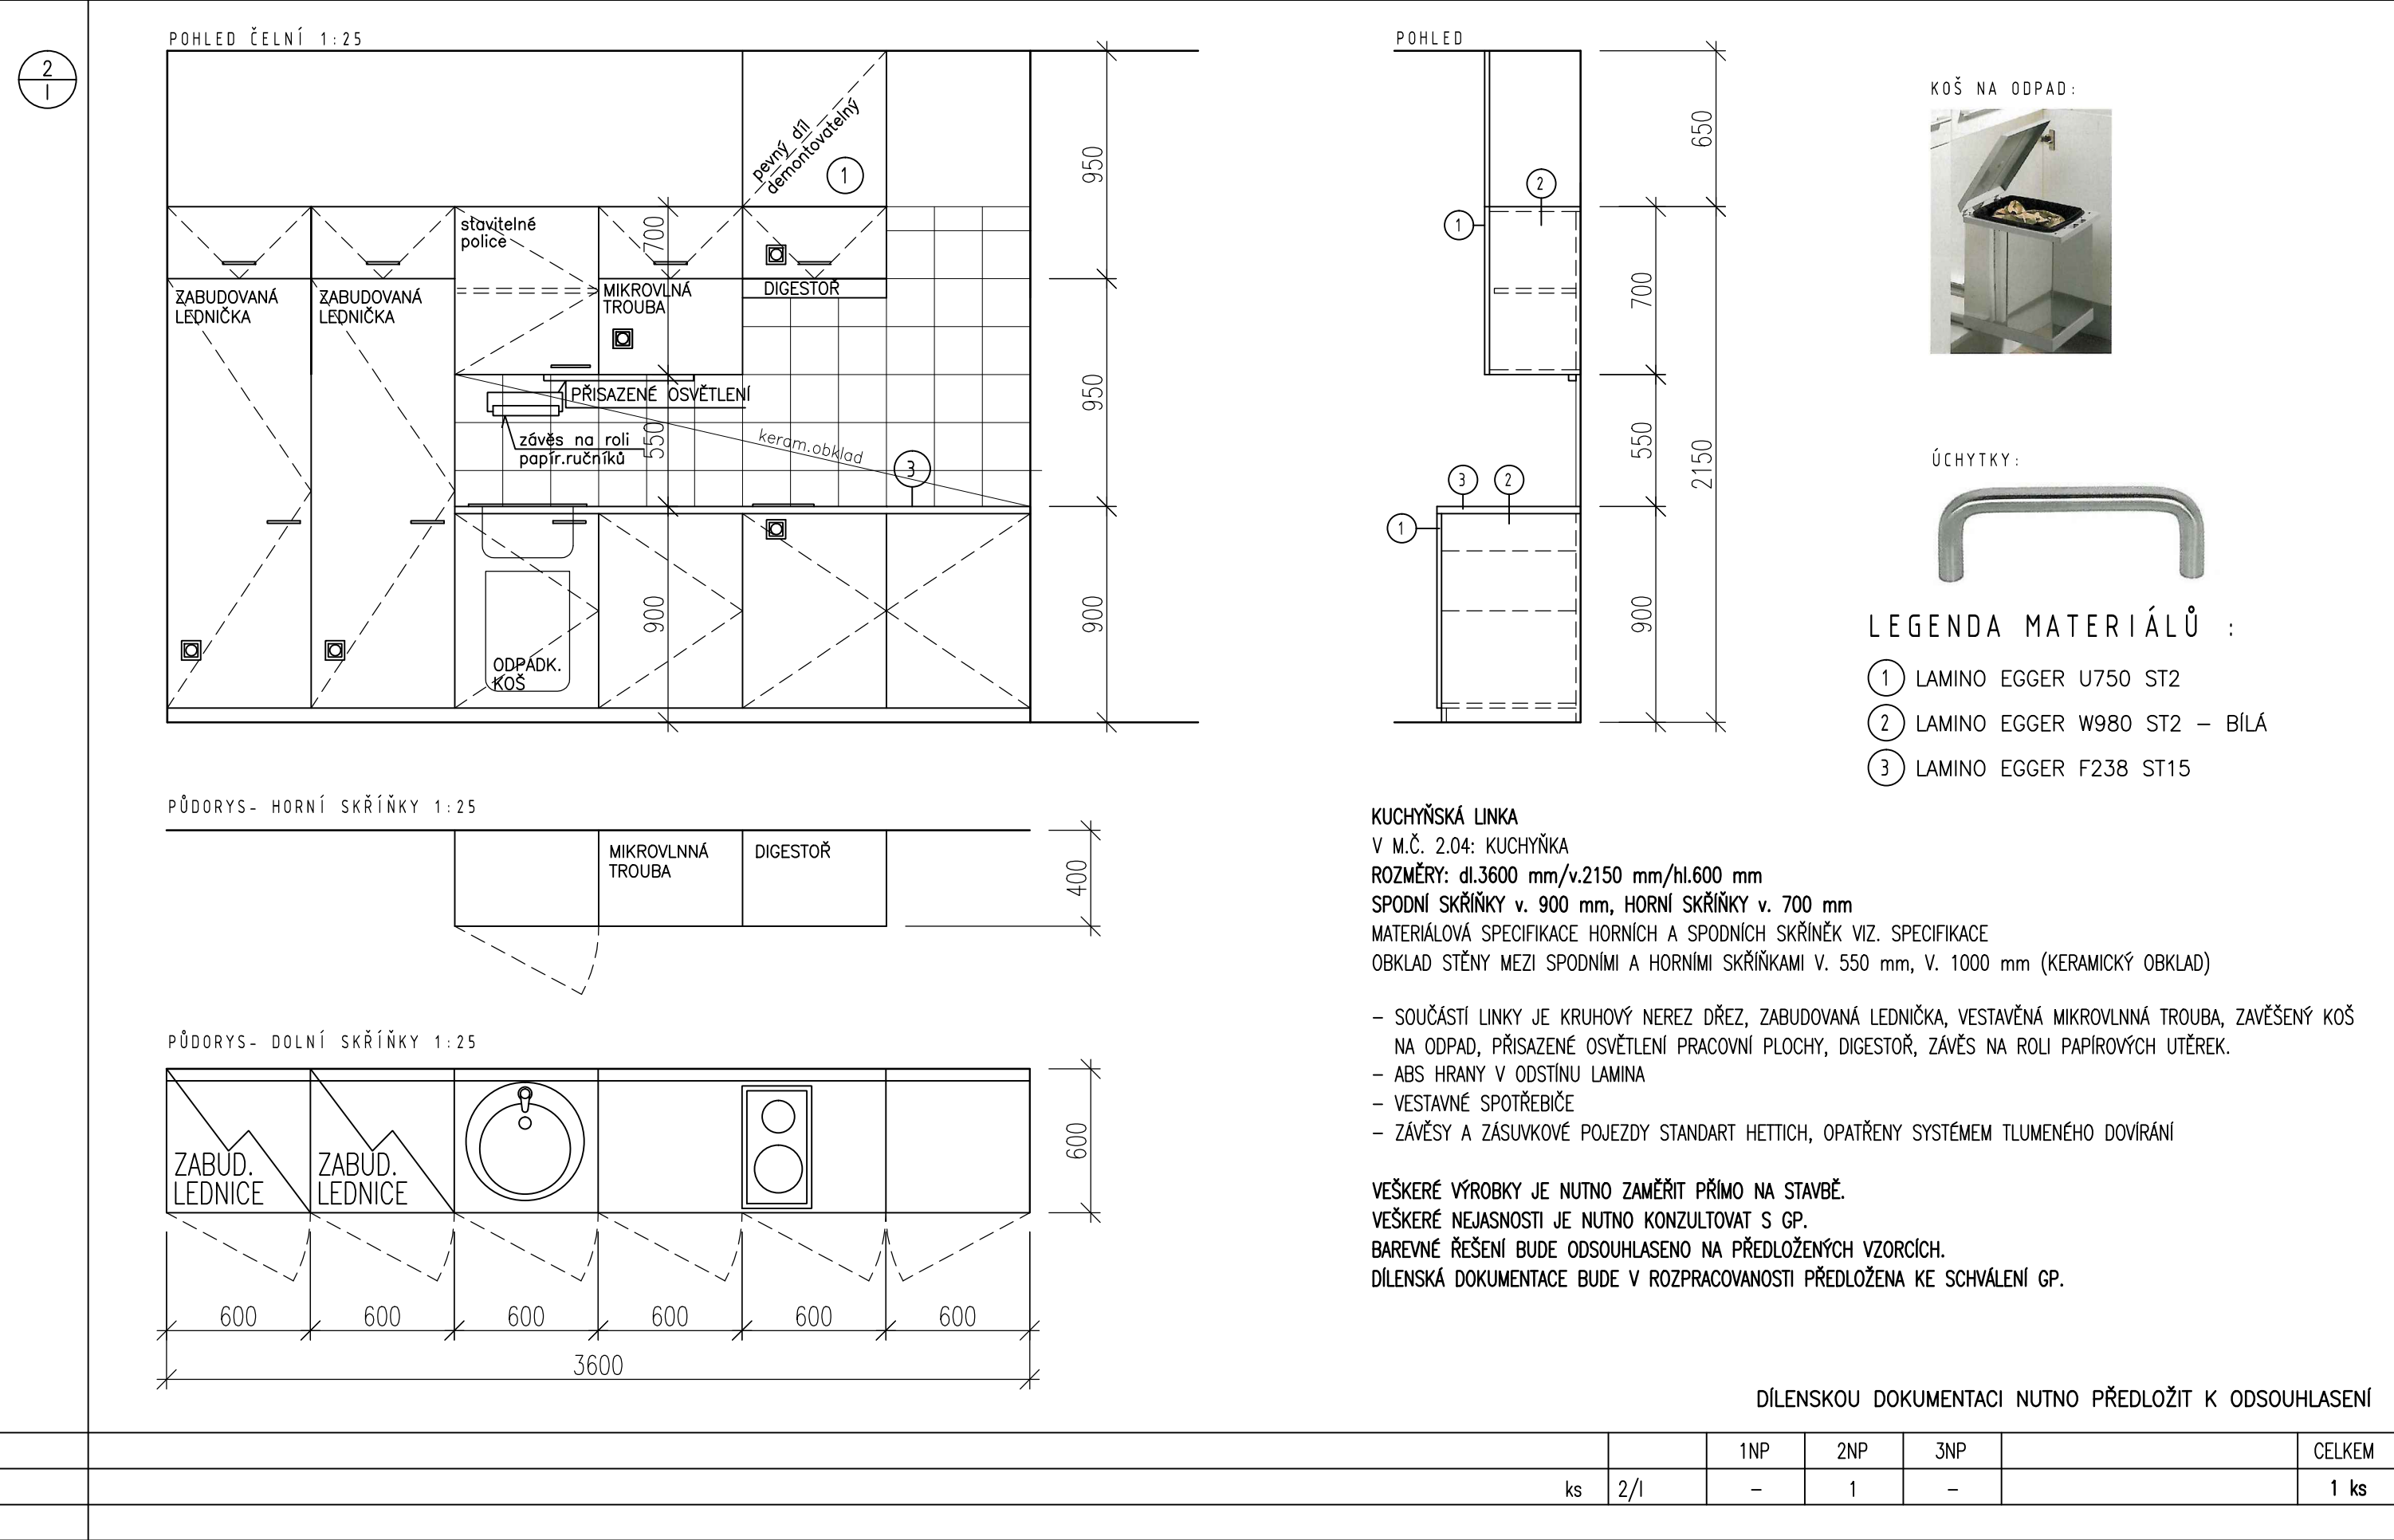 POHLED ČELNÍ 1:25
2
I
pevný díl
demontovatelný
1
950
700
stavitelné
police
ZABUDOVANÁ
LEDNIČKA
ZABUDOVANÁ
LEDNIČKA
MIKROVLNÁ
TROUBA
DIGESTOŘ
PŘISAZENÉ OSVĚTLENÍ
závěs na roli
papír.ručníků
550
keram.obklad
3
950
900
ODPADK.
KOŠ
900
POHLED
650
2
1
700
550
2150
3
2
1
900
KOŠ NA ODPAD:
ÚCHYTKY:
LEGENDA MATERIÁLŮ :
1 LAMINO EGGER U750 ST2
2 LAMINO EGGER W980 ST2 – BÍLÁ
3 LAMINO EGGER F238 ST15
PŮDORYS- HORNÍ SKŘÍŇKY 1:25
MIKROVLNNÁ
TROUBA
DIGESTOŘ
400
PŮDORYS- DOLNÍ SKŘÍŇKY 1:25
ZABUD.
LEDNICE
ZABUD.
LEDNICE
600
600 600 600 600 600 600
3600
KUCHYŇSKÁ LINKA
V M.Č. 2.04: KUCHYŇKA
ROZMĚRY: dl.3600 mm/v.2150 mm/hl.600 mm
SPODNÍ SKŘÍŇKY v. 900 mm, HORNÍ SKŘÍŇKY v. 700 mm
MATERIÁLOVÁ SPECIFIKACE HORNÍCH A SPODNÍCH SKŘÍNĚK VIZ. SPECIFIKACE
OBKLAD STĚNY MEZI SPODNÍMI A HORNÍMI SKŘÍŇKAMI V. 550 mm, V. 1000 mm (KERAMICKÝ OBKLAD)
– SOUČÁSTÍ LINKY JE KRUHOVÝ NEREZ DŘEZ, ZABUDOVANÁ LEDNIČKA, VESTAVĚNÁ MIKROVLNNÁ TROUBA, ZAVĚŠENÝ KOŠ
NA ODPAD, PŘISAZENÉ OSVĚTLENÍ PRACOVNÍ PLOCHY, DIGESTOŘ, ZÁVĚS NA ROLI PAPÍROVÝCH UTĚREK.
– ABS HRANY V ODSTÍNU LAMINA
– VESTAVNÉ SPOTŘEBIČE
– ZÁVĚSY A ZÁSUVKOVÉ POJEZDY STANDART HETTICH, OPATŘENY SYSTÉMEM TLUMENÉHO DOVÍRÁNÍ
VEŠKERÉ VÝROBKY JE NUTNO ZAMĚŘIT PŘÍMO NA STAVBĚ.
VEŠKERÉ NEJASNOSTI JE NUTNO KONZULTOVAT S GP.
BAREVNÉ ŘEŠENÍ BUDE ODSOUHLASENO NA PŘEDLOŽENÝCH VZORCÍCH.
DÍLENSKÁ DOKUMENTACE BUDE V ROZPRACOVANOSTI PŘEDLOŽENA KE SCHVÁLENÍ GP.
DÍLENSKOU DOKUMENTACI NUTNO PŘEDLOŽIT K ODSOUHLASENÍ
1NP 2NP 3NP CELKEM
ks 2/I – 1 – 1 ks